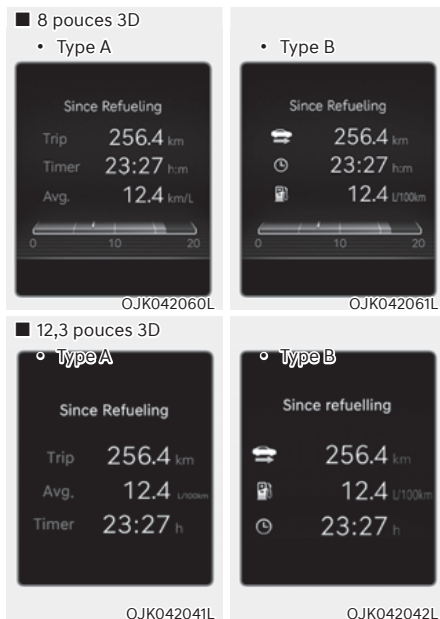 ■ 8 pouces 3D
• Type A
Since Refueling
Trip 256.4 km
Timer 23:27 h:m
Avg. 12.4 km/L
0 10 20
OJK042060L
• Type B
Since Refueling
256.4 km
23:27 h:m
12.4 L/100km
0 10 20
OJK042061L
■ 12,3 pouces 3D
• Type A
Since Refueling
Trip 256.4 km
Avg. 12.4 L/100km
Timer 23:27 h
OJK042041L
• Type B
Since refuelling
256.4 km
12.4 L/100km
23:27 h
OJK042042L